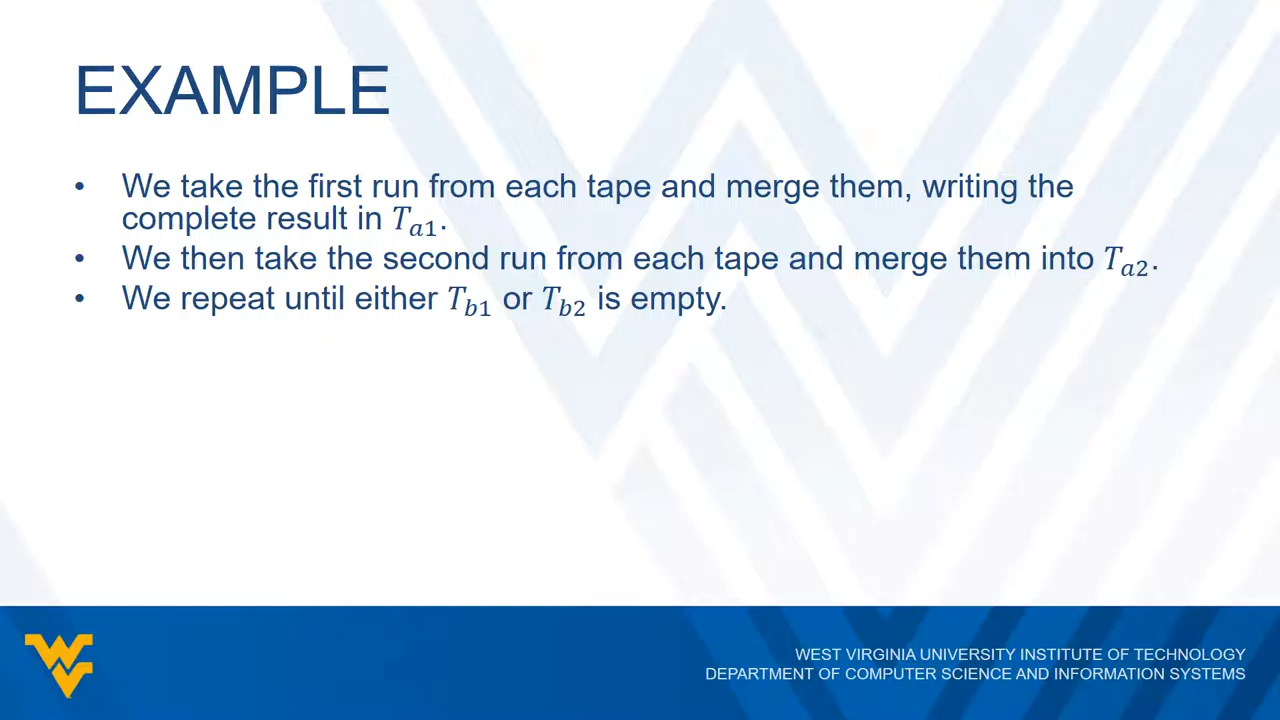 EXAMPLE
• We take the first run from each tape and merge them, writing the
complete result in T_{a1}.
• We then take the second run from each tape and merge them into T_{a2}.
• We repeat until either T_{b1} or T_{b2} is empty.
WEST VIRGINIA UNIVERSITY INSTITUTE OF TECHNOLOGY
DEPARTMENT OF COMPUTER SCIENCE AND INFORMATION SYSTEMS